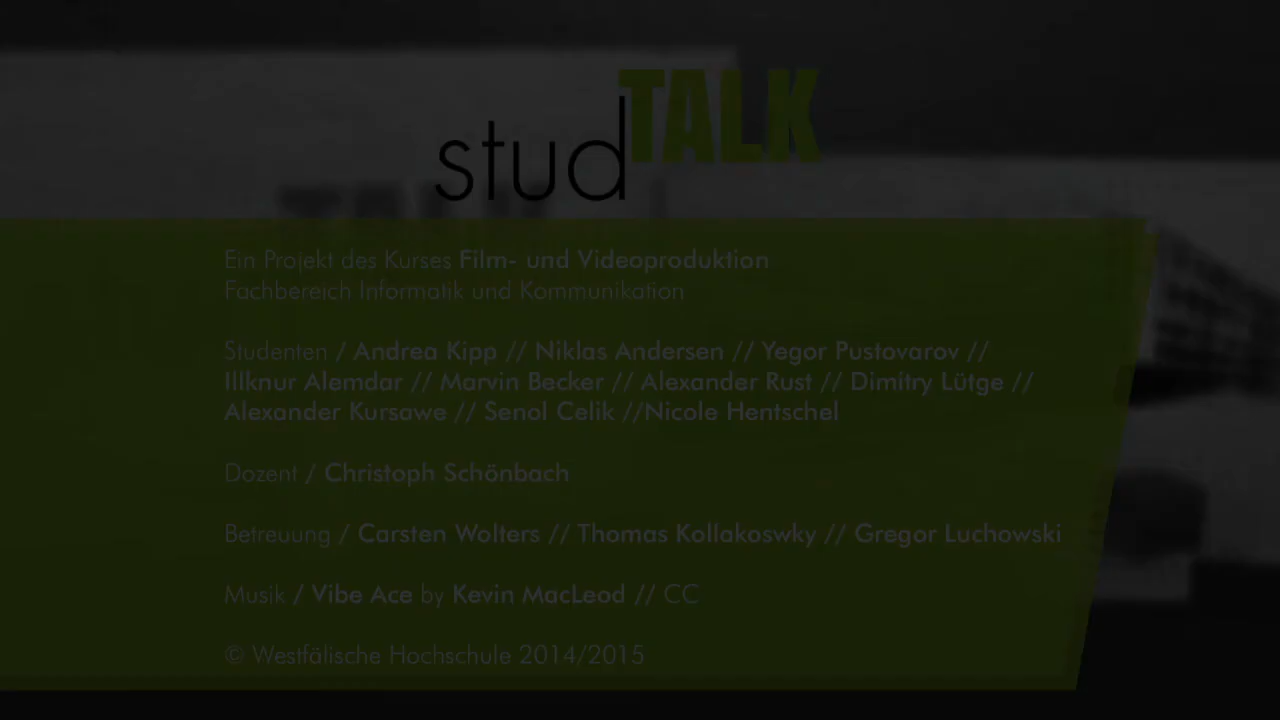 studTALK
Ein Projekt des Kurses Film- und Videoproduktion
Fachbereich Informatik und Kommunikation
Studenten / Andrea Kipp // Niklas Andersen // Yegor Pustovarov //
Illknur Alemdar // Marvin Becker // Alexander Rust // Dimitry Lütge //
Alexander Kursawe // Senol Celik //Nicole Hentschel
Dozent / Christoph Schönbach
Betreuung / Carsten Wolters // Thomas Kollakoswky // Gregor Luchowski
Musik / Vibe Ace by Kevin MacLeod // CC
© Westfälische Hochschule 2014/2015